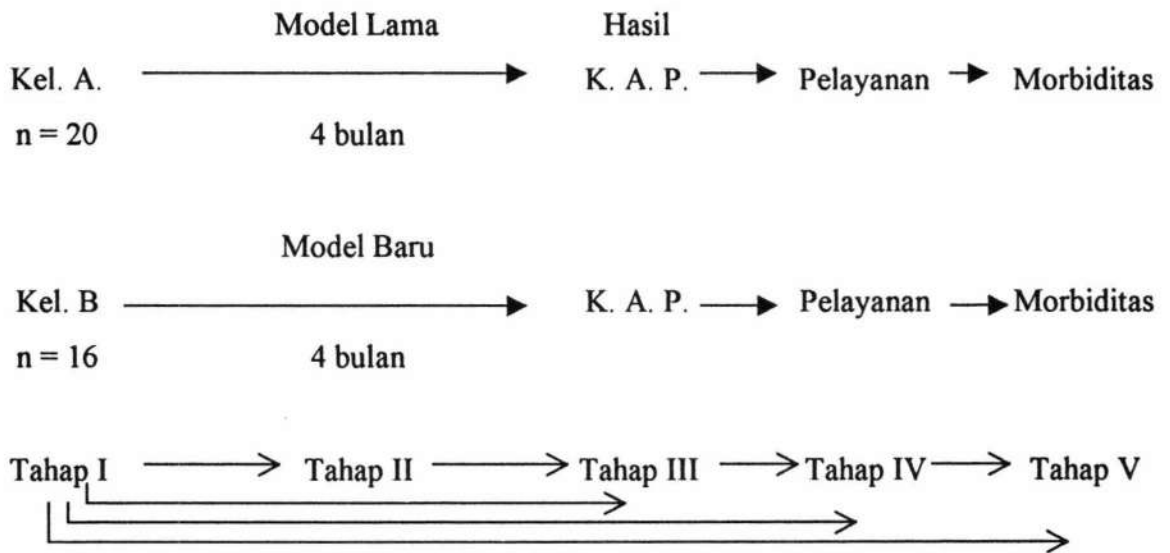 Model Lama Hasil
Kel. A. K. A. P. Pelayanan Morbiditas
n = 20 4 bulan
Model Baru
Kel. B K. A. P. Pelayanan Morbiditas
n = 16 4 bulan
Tahap I Tahap II Tahap III Tahap IV Tahap V